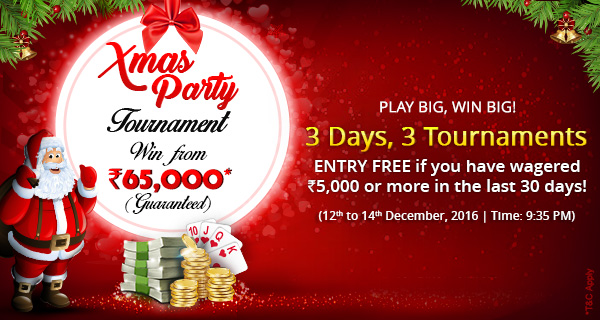 Xmas
Party
Tournament
Win from
₹65,000*
(Guaranteed)
PLAY BIG, WIN BIG!
3 Days, 3 Tournaments
ENTRY FREE if you have wagered
₹5,000 or more in the last 30 days!
(12th to 14th December, 2016 | Time: 9:35 PM)
10 J Q K A
*T&C Apply